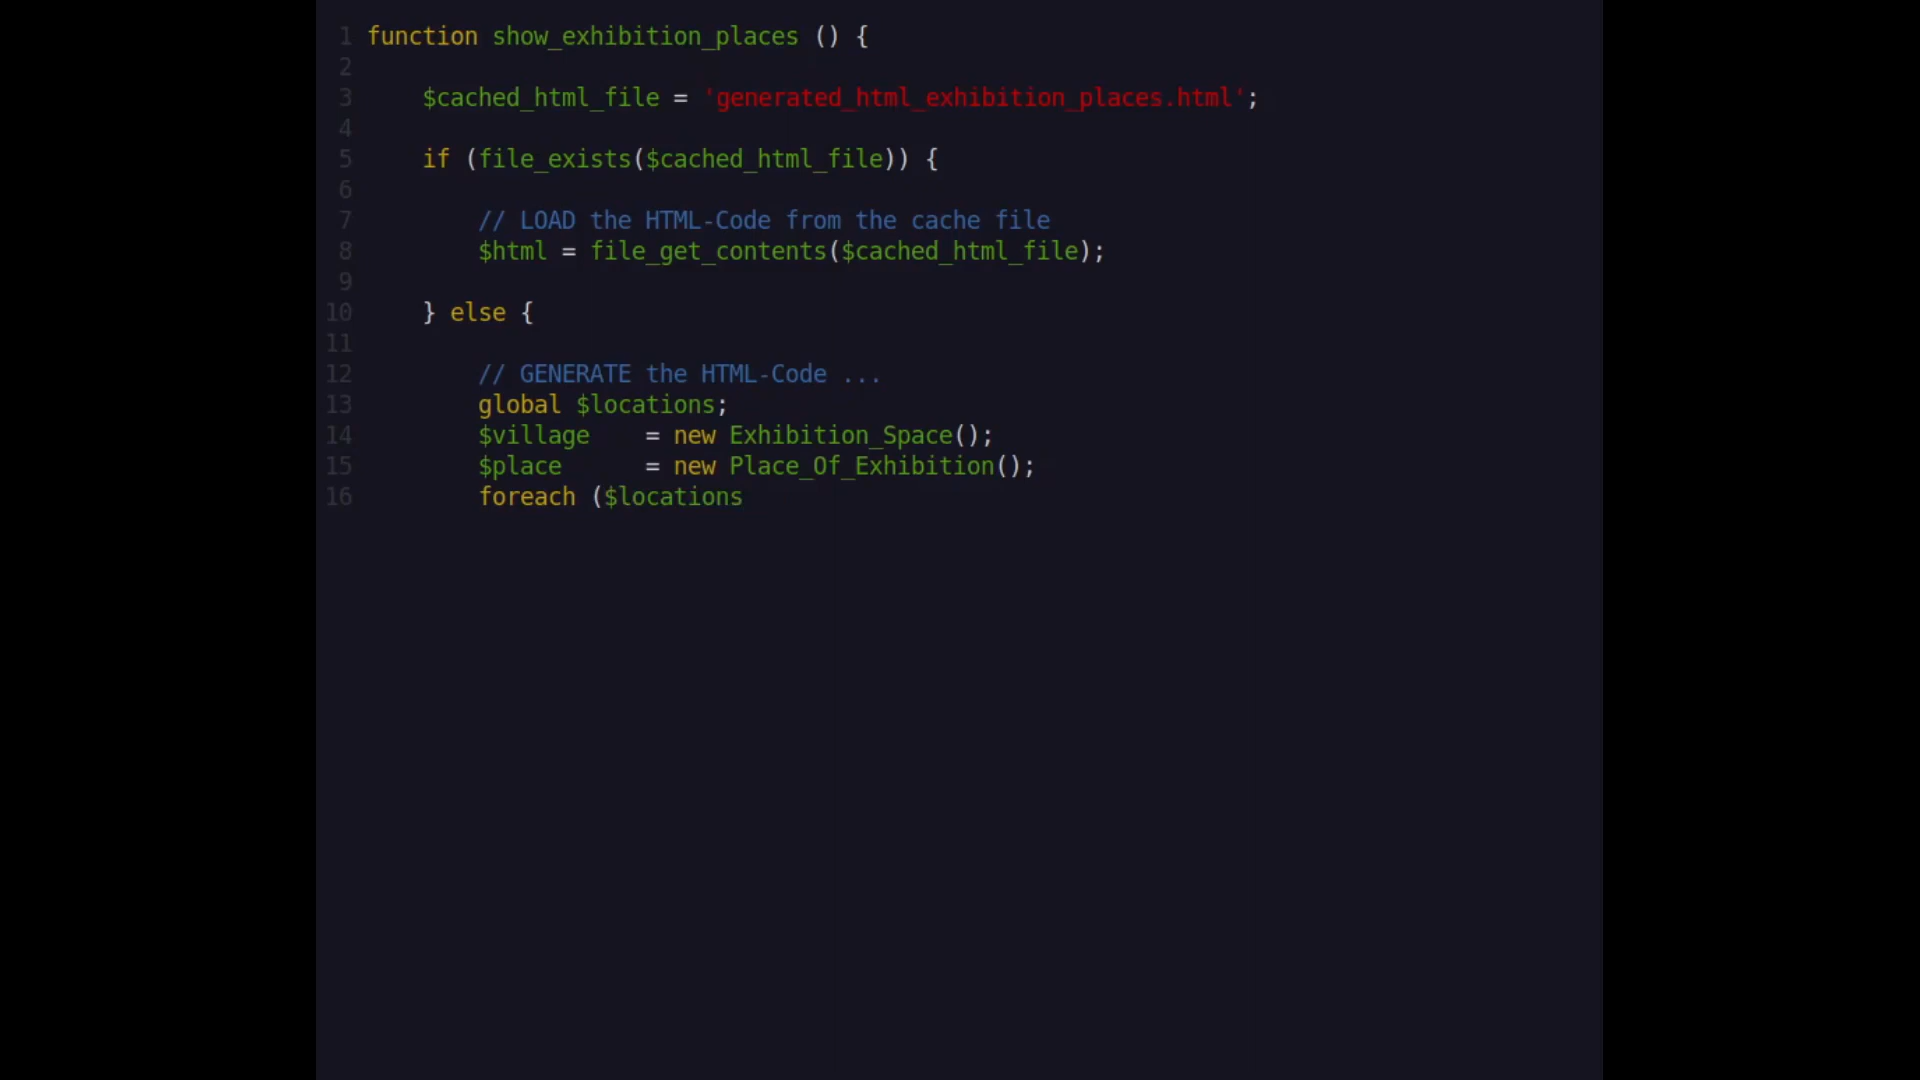 1 function show_exhibition_places () {
2
3     $cached_html_file = 'generated_html_exhibition_places.html';
4
5     if (file_exists($cached_html_file)) {
6
7         // LOAD the HTML-Code from the cache file
8         $html = file_get_contents($cached_html_file);
9
10     } else {
11
12         // GENERATE the HTML-Code ...
13         global $locations;
14         $village    = new Exhibition_Space();
15         $place      = new Place_Of_Exhibition();
16         foreach ($locations